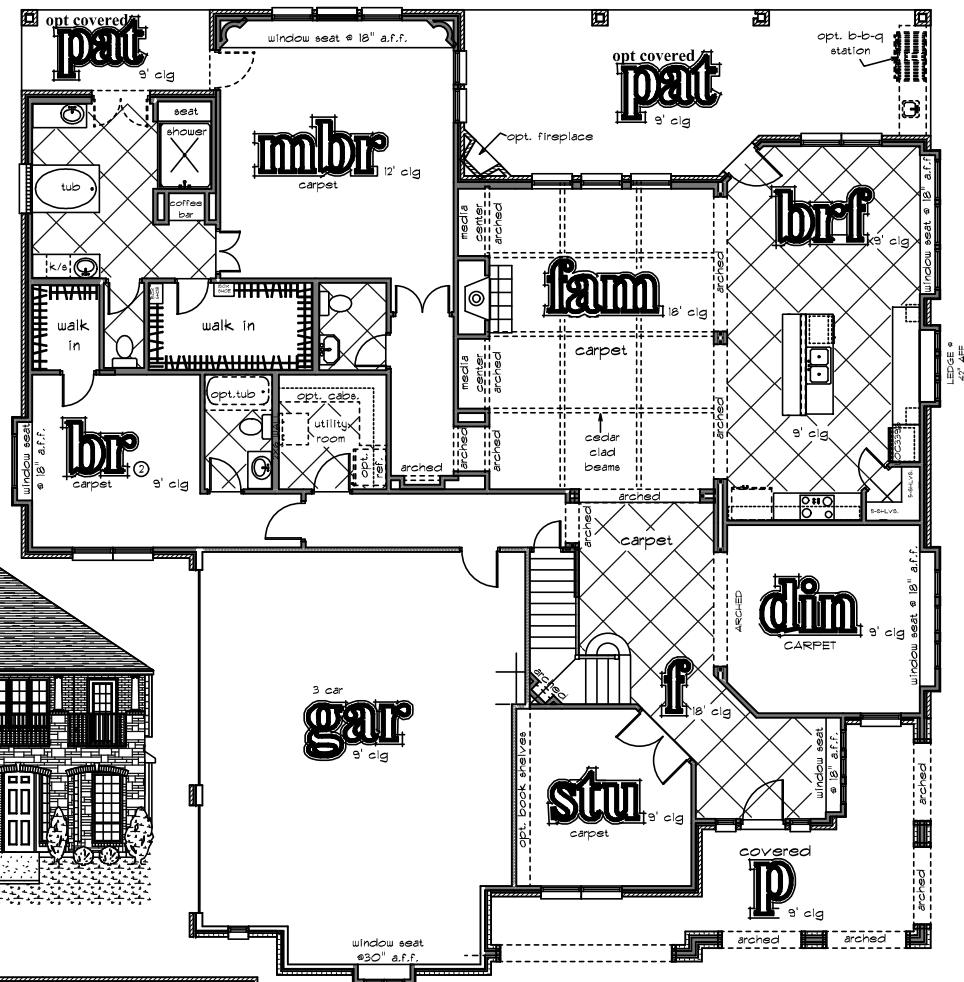 opt covered
pat
9' clg
window seat @ 18" a.f.f.
opt covered
pat
9' clg
opt. b-b-q
station
seat
shower
mbr
carpet
12' clg
opt. fireplace
tub
coffee
bar
k/s
media
center
arched
fam
18' clg
carpet
arched
brf
9' clg
window seat @ 18" a.f.f.
walk
in
walk in
media
center
arched
LEDGE @
42" AFF
9' clg
cedar
clad
beams
opt.tub
opt. cabs.
utility
room
opt.
ref.
window seat
@ 18" a.f.f.
br
2
carpet
9' clg
arched
arched
arched
arched
S-SHLVS.
S-SHLVS.
arched
carpet
ARCHED
din
CARPET
9' clg
window seat @ 18" a.f.f.
arched
f
18' clg
3 car
gar
9' clg
opt. book shelves
stu
carpet
9' clg
window seat
@ 18" a.f.f.
arched
covered
p
9' clg
arched
arched
arched
window seat
@30" a.f.f.